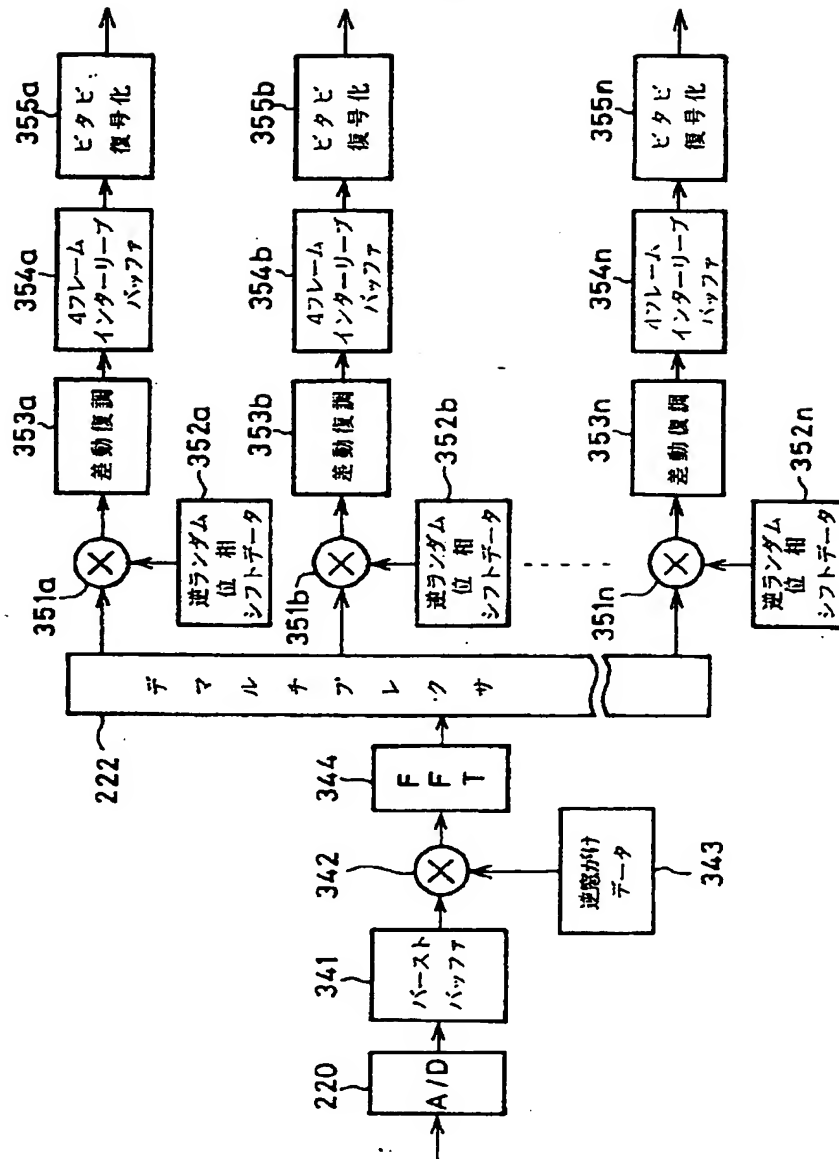 355a
ビタビ
復号化
354a
4フレーム
インターリーブ
バッファ
353a
差動復調
351a
352a
逆ランダム
位相
シフトデータ
355b
ビタビ
復号化
354b
4フレーム
インターリーブ
バッファ
353b
差動復調
351b
352b
逆ランダム
位相
シフトデータ
355n
ビタビ
復号化
354n
4フレーム
インターリーブ
バッファ
353n
差動復調
351n
352n
逆ランダム
位相
シフトデータ
222
デマルチプレクサ
344
FFT
342
逆窓がけ
データ
343
341
バースト
バッファ
220
A/D